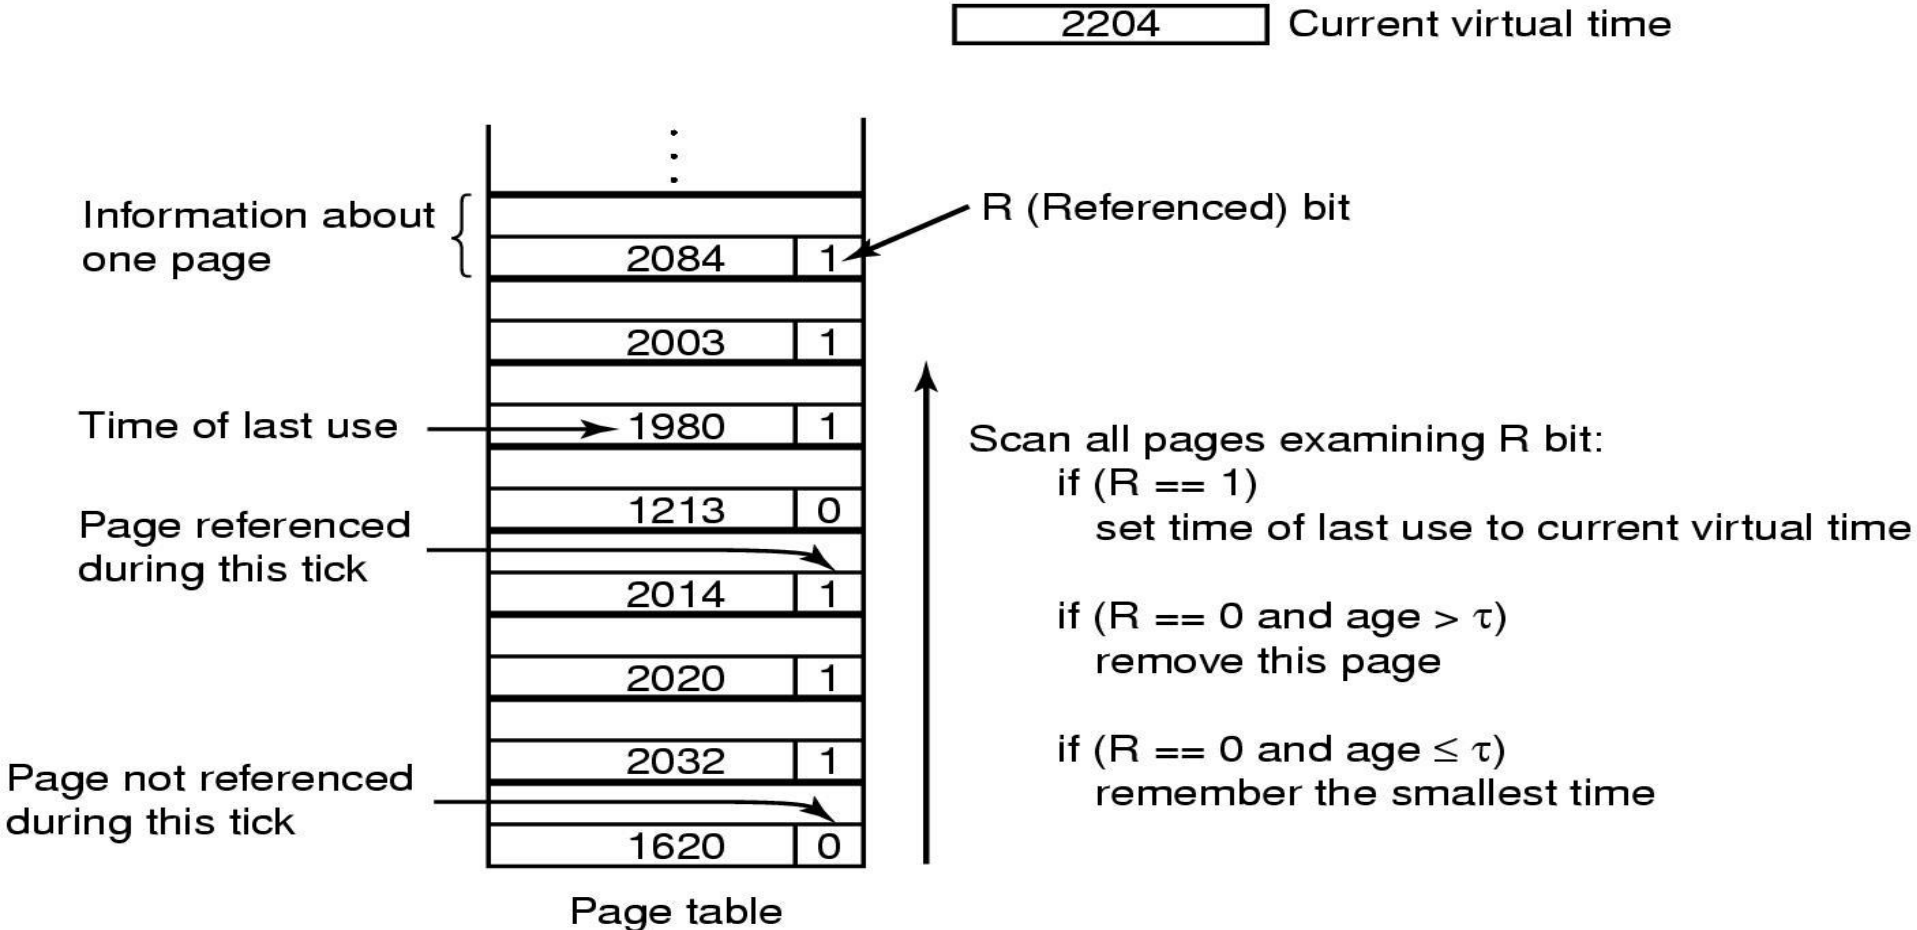 2204 Current virtual time
Information about
one page
R (Referenced) bit
2084 1
2003 1
Time of last use
1980 1
1213 0
Page referenced
during this tick
2014 1
2020 1
2032 1
Page not referenced
during this tick
1620 0
Page table
Scan all pages examining R bit:
if (R == 1)
set time of last use to current virtual time
if (R == 0 and age > τ)
remove this page
if (R == 0 and age ≤ τ)
remember the smallest time